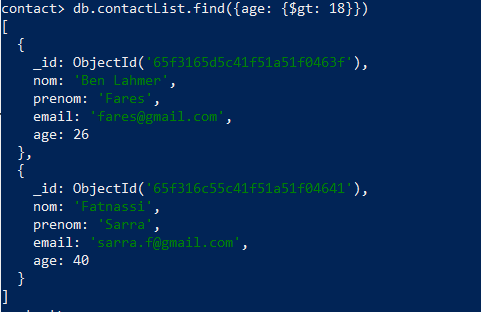 contact> db.contactList.find({age: {$gt: 18}})
[
  {
    _id: ObjectId('65f3165d5c41f51a51f0463f'),
    nom: 'Ben Lahmer',
    prenom: 'Fares',
    email: 'fares@gmail.com',
    age: 26
  },
  {
    _id: ObjectId('65f316c55c41f51a51f04641'),
    nom: 'Fatnassi',
    prenom: 'Sarra',
    email: 'sarra.f@gmail.com',
    age: 40
  }
]